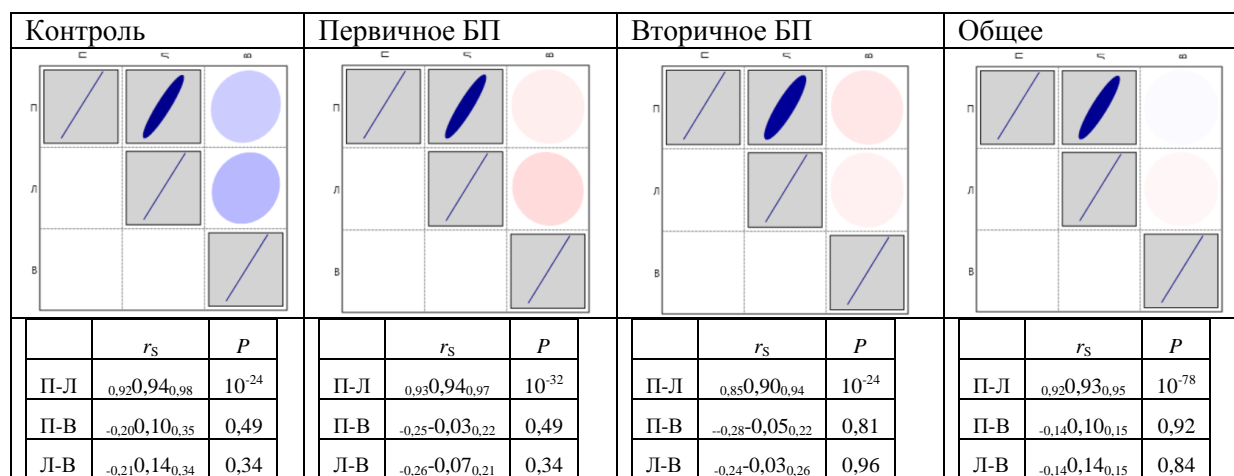 Контроль Первичное БП Вторичное БП Общее
П Л В П Л В П Л В П Л В
П П П П
Л Л Л Л
В В В В
rS P rS P rS P rS P
П-Л 0,920,940,98 10-24 П-Л 0,930,940,97 10-32 П-Л 0,850,900,94 10-24 П-Л 0,920,930,95 10-78
П-В -0,200,100,35 0,49 П-В -0,25-0,030,22 0,49 П-В --0,28-0,050,22 0,81 П-В -0,140,100,15 0,92
Л-В -0,210,140,34 0,34 Л-В -0,26-0,070,21 0,34 Л-В -0,24-0,030,26 0,96 Л-В -0,140,140,15 0,84